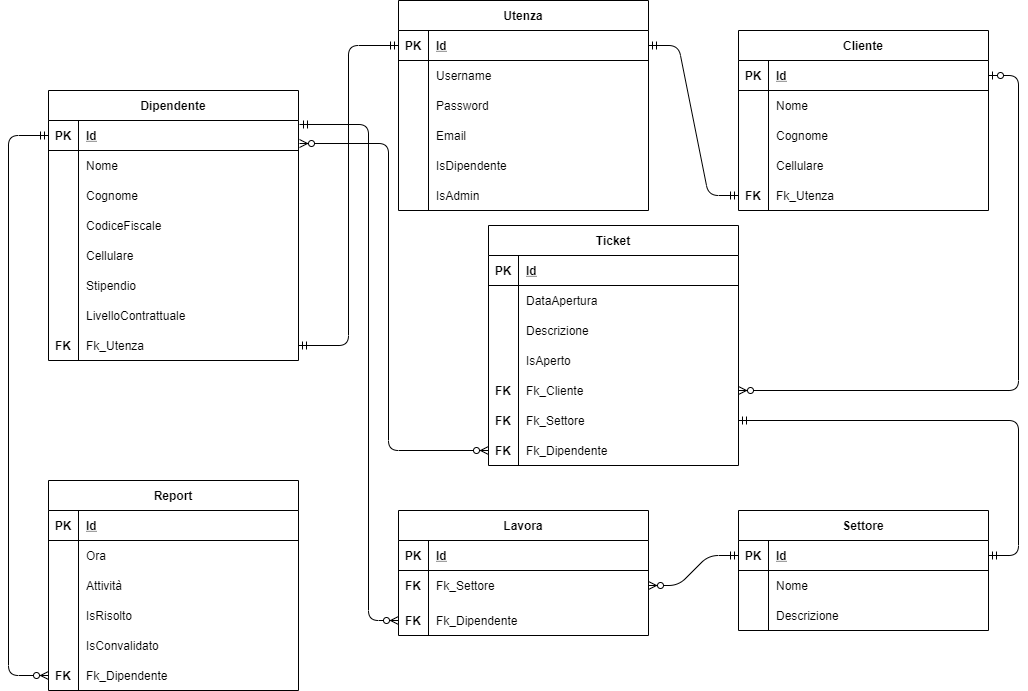 Utenza
PK Id
Username
Password
Email
IsDipendente
IsAdmin
Cliente
PK Id
Nome
Cognome
Cellulare
FK Fk_Utenza
Dipendente
PK Id
Nome
Cognome
CodiceFiscale
Cellulare
Stipendio
LivelloContrattuale
FK Fk_Utenza
Ticket
PK Id
DataApertura
Descrizione
IsAperto
FK Fk_Cliente
FK Fk_Settore
FK Fk_Dipendente
Report
PK Id
Ora
Attività
IsRisolto
IsConvalidato
FK Fk_Dipendente
Lavora
PK Id
FK Fk_Settore
FK Fk_Dipendente
Settore
PK Id
Nome
Descrizione